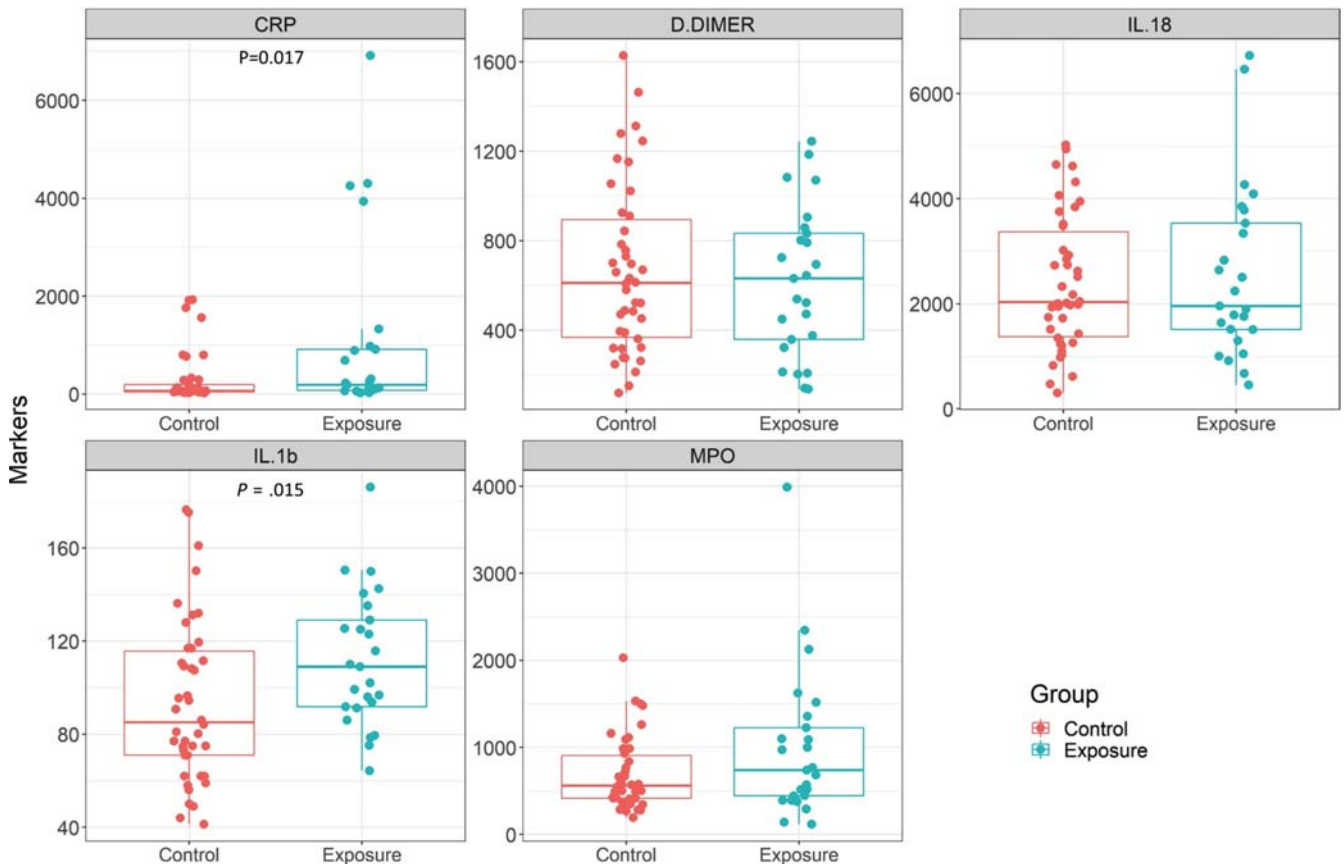 CRP
D.DIMER
IL.18
P=0.017
6000
4000
2000
0
Control
Exposure
1600
1200
800
400
Control
Exposure
6000
4000
2000
0
Control
Exposure
Markers
IL.1b
MPO
P = .015
160
120
80
40
Control
Exposure
4000
3000
2000
1000
0
Control
Exposure
Group
Control
Exposure